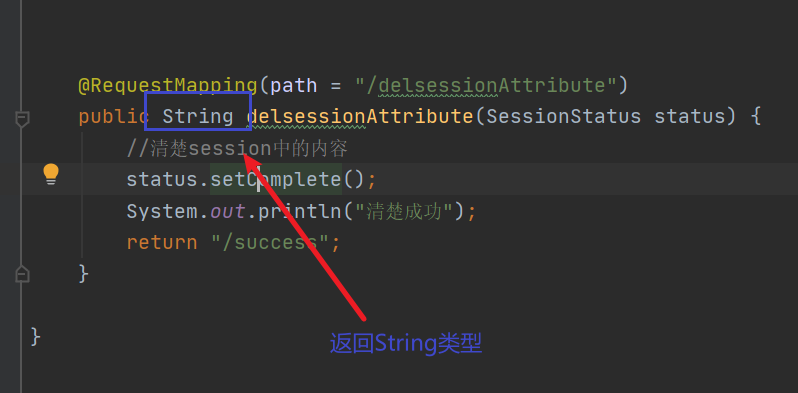 @RequestMapping(path = "/delsessionAttribute")
public String delsessionAttribute(SessionStatus status) {
//清楚session中的内容
status.setComplete();
System.out.println("清楚成功");
return "/success";
}
返回String类型
}